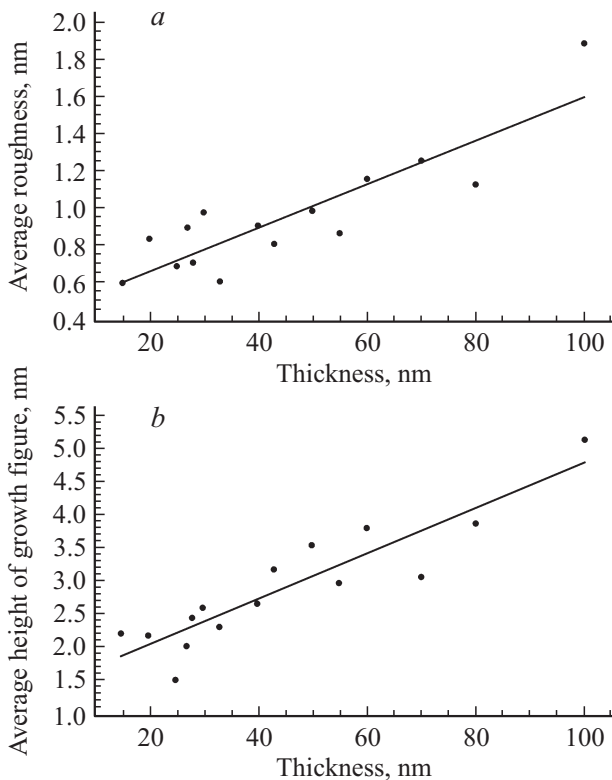 a
Average roughness, nm
2.0
1.8
1.6
1.4
1.2
1.0
0.8
0.6
0.4
20 40 60 80 100
Thickness, nm
b
Average height of growth figure, nm
5.5
5.0
4.5
4.0
3.5
3.0
2.5
2.0
1.5
1.0
20 40 60 80 100
Thickness, nm